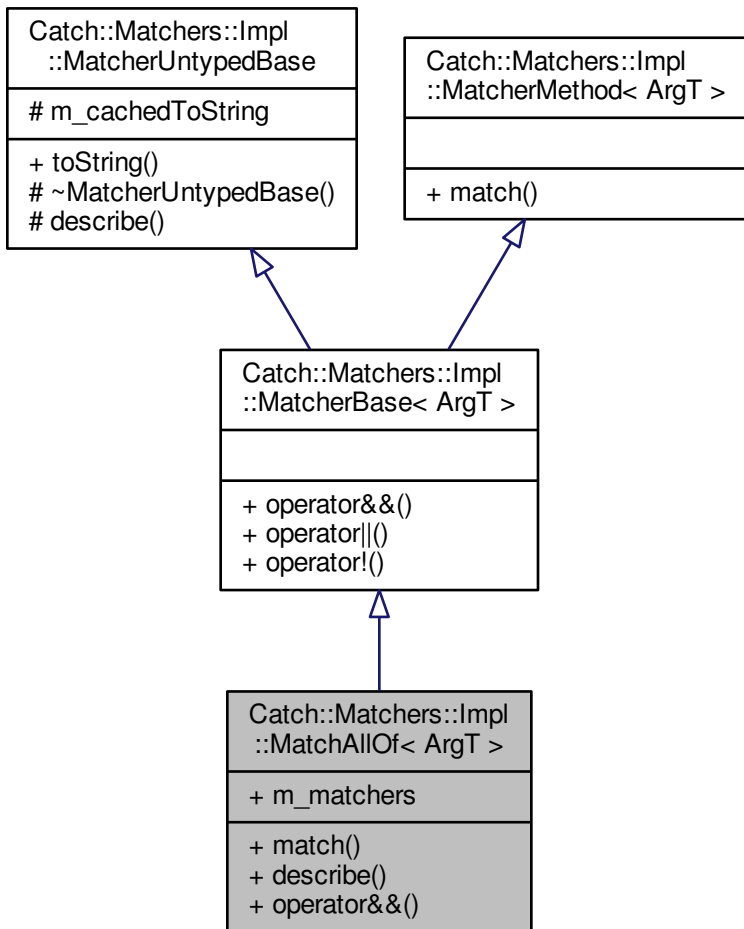 Catch::Matchers::Impl
::MatcherUntypedBase
# m_cachedToString
+ toString()
# ~MatcherUntypedBase()
# describe()
Catch::Matchers::Impl
::MatcherMethod< ArgT >
+ match()
Catch::Matchers::Impl
::MatcherBase< ArgT >
+ operator&&()
+ operator||()
+ operator!()
Catch::Matchers::Impl
::MatchAllOf< ArgT >
+ m_matchers
+ match()
+ describe()
+ operator&&()